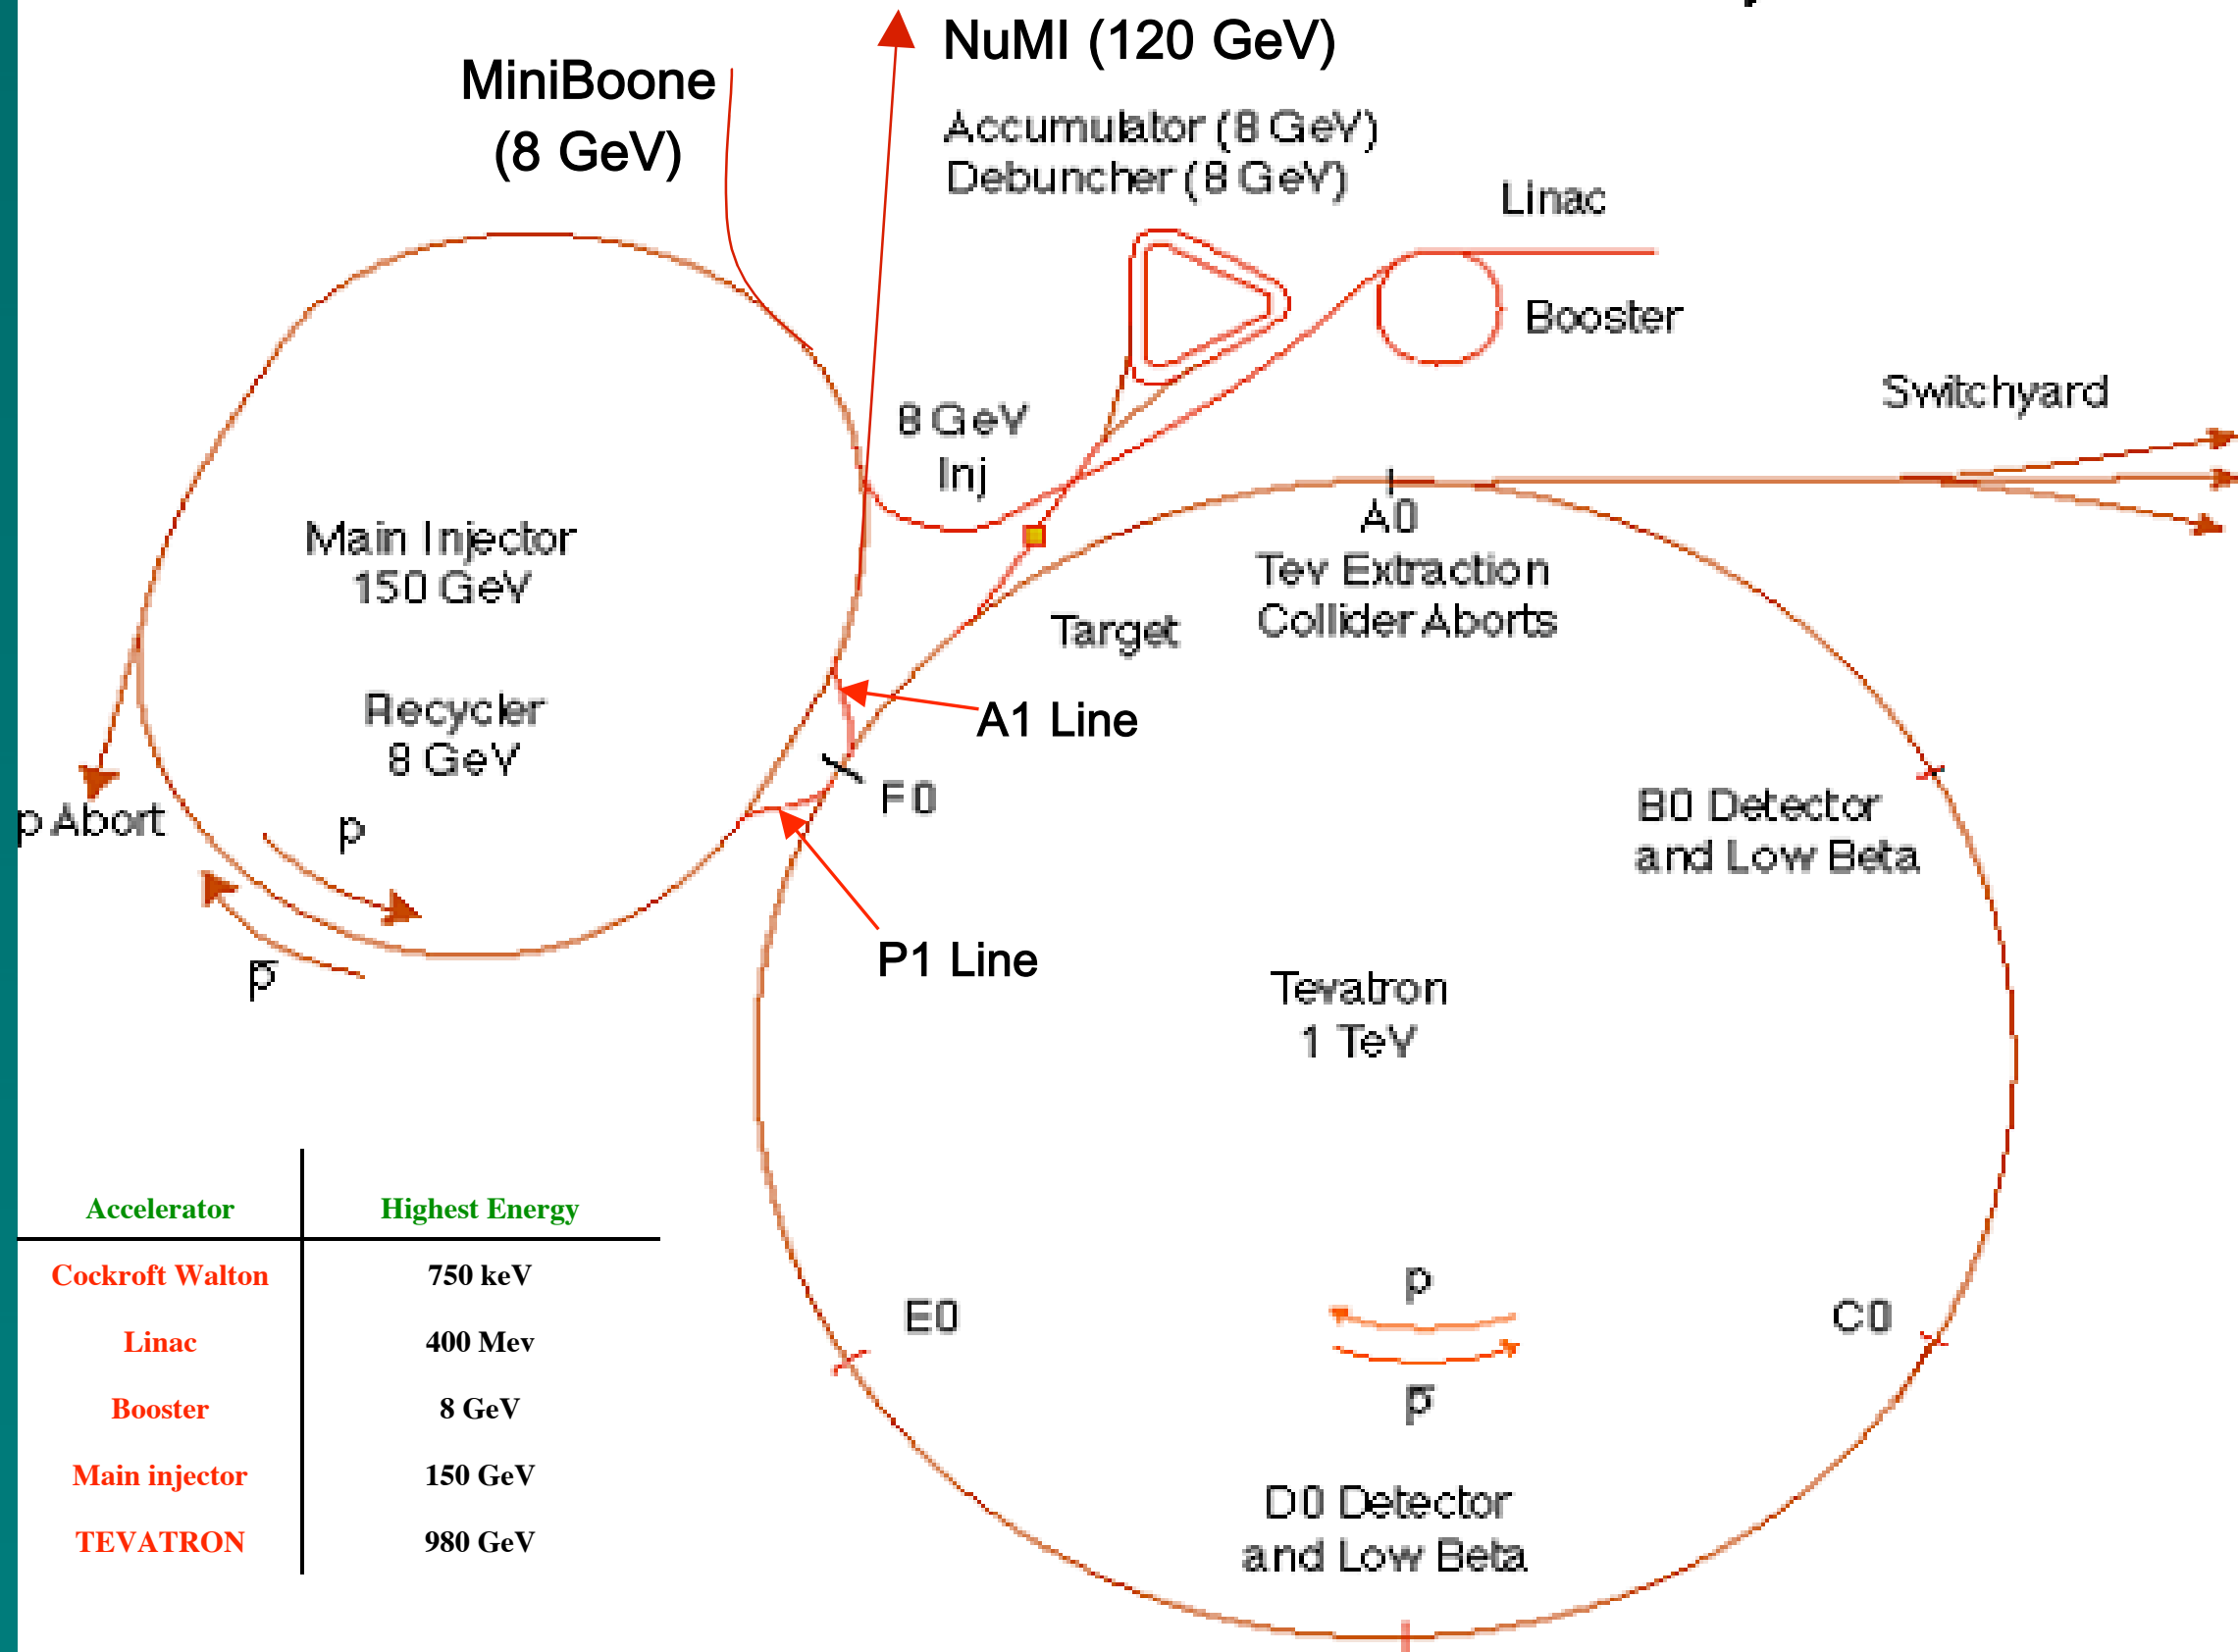 NuMI (120 GeV)
MiniBoone
(8 GeV)
Accumulator (8 GeV)
Debuncher (8 GeV)
Linac
Booster
Switchyard
8 GeV
Inj
A0
Tev Extraction
Collider Aborts
Main Injector
150 GeV
Target
Recycler
8 GeV
A1 Line
F0
p Abort
p
p̅
B0 Detector
and Low Beta
P1 Line
Tevatron
1 TeV
E0
p
p̅
C0
D0 Detector
and Low Beta
Accelerator Highest Energy
Cockroft Walton 750 keV
Linac 400 Mev
Booster 8 GeV
Main injector 150 GeV
TEVATRON 980 GeV